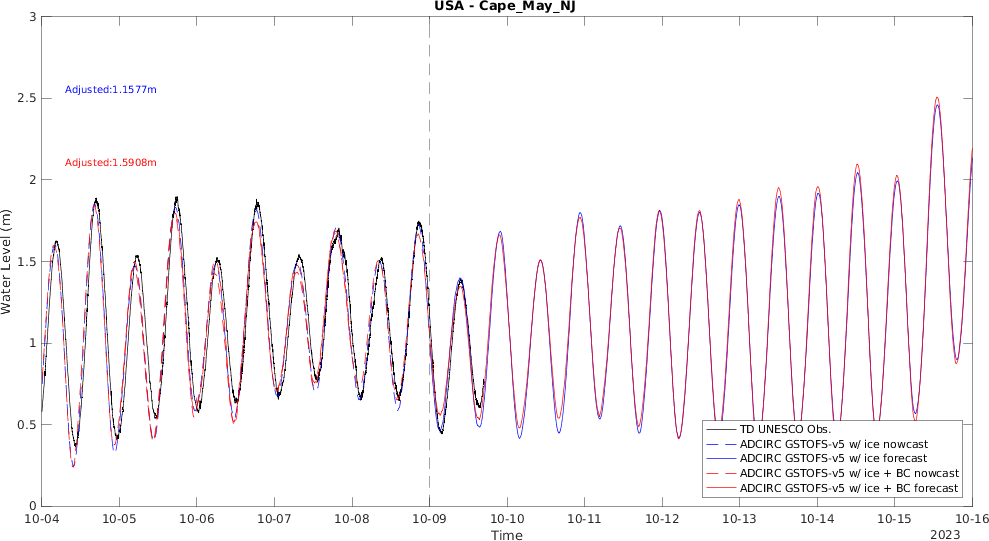 USA - Cape_May_NJ
3
2.5
2
1.5
1
0.5
0
Water Level (m)
Adjusted:1.1577m
Adjusted:1.5908m
TD UNESCO Obs.
ADCIRC GSTOFS-v5 w/ ice nowcast
ADCIRC GSTOFS-v5 w/ ice forecast
ADCIRC GSTOFS-v5 w/ ice + BC nowcast
ADCIRC GSTOFS-v5 w/ ice + BC forecast
10-04 10-05 10-06 10-07 10-08 10-09 10-10 10-11 10-12 10-13 10-14 10-15 10-16
Time
2023